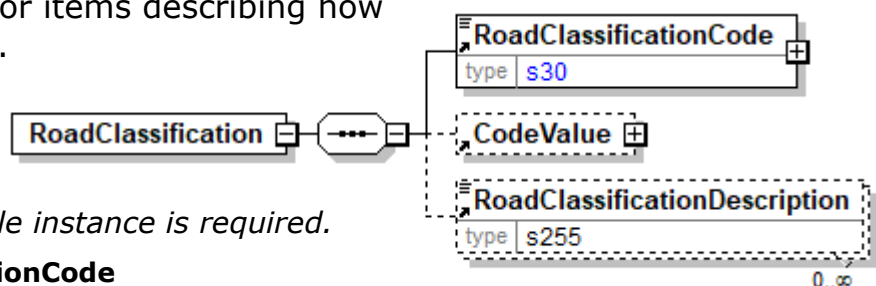 or items describing how
.
RoadClassificationCode
type s30
RoadClassification
CodeValue
le instance is required.
RoadClassificationDescription
type s255
ionCode
0..∞